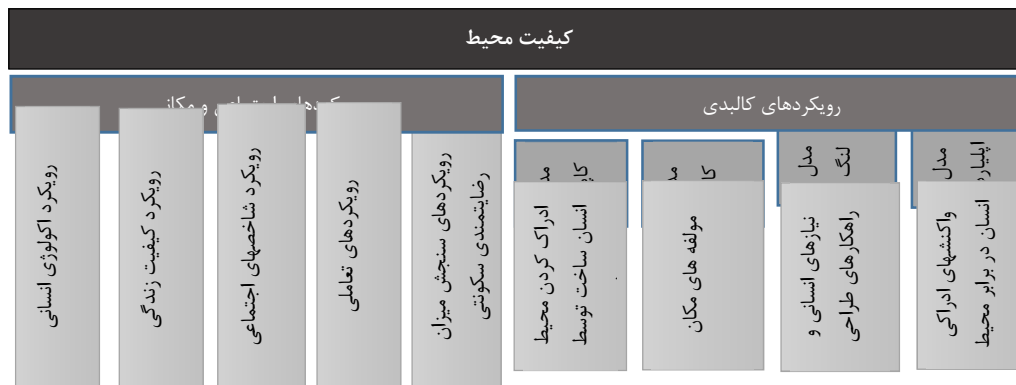 کیفیت محیط
رویکردهای کالبدی
و
مدل
اپلیارد
واکنشهای ادراکی
انسان در برابر محیط
مدل
لنگ
نیازهای انسانی و
راهکارهای طراحی
مولفه های مکان
ادراک کردن محیط
انسان ساخت توسط
رویکردهای سنجش میزان
رضایتمندی سکونتی
رویکردهای تعاملی
رویکرد شاخصهای اجتماعی
رویکرد کیفیت زندگی
رویکرد اکولوژی انسانی